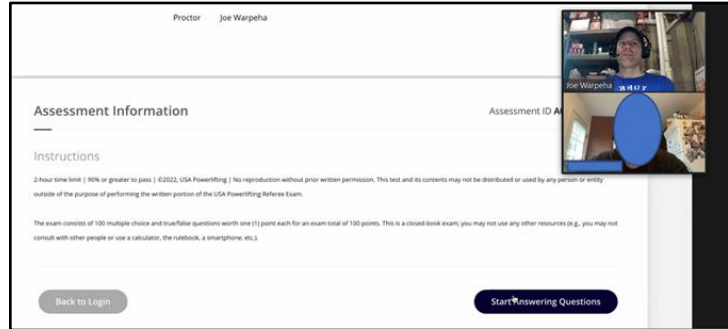 Proctor Joe Warpeha
Joe Warpeha
Assessment Information
Assessment ID
Instructions
2-hour time limit | 90% or greater to pass | ©2022, USA Powerlifting | No reproduction without prior written permission. This test and its contents may not be distributed or used by any person or entity
outside of the purpose of performing the written portion of the USA Powerlifting Referee Exam.
The exam consists of 100 multiple choice and true/false questions worth one (1) point each for an exam total of 100 points. This is a closed-book exam; you may not use any other resources (e.g., you may not
consult with other people or use a calculator, the rulebook, a smartphone, etc.).
Back to Login
Start Answering Questions